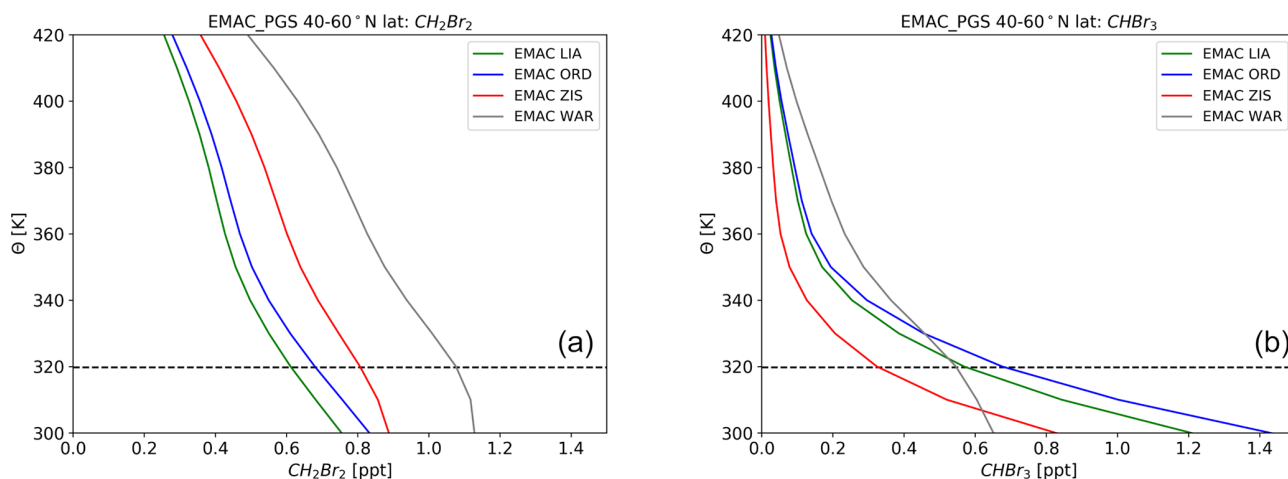 EMAC_PGS 40-60°N lat: CH₂Br₂
420
400
380
360
340
320
300
Θ [K]
EMAC LIA
EMAC ORD
EMAC ZIS
EMAC WAR
(a)
0.0 0.2 0.4 0.6 0.8 1.0 1.2 1.4
CH₂Br₂ [ppt]
EMAC_PGS 40-60°N lat: CHBr₃
420
400
380
360
340
320
300
Θ [K]
EMAC LIA
EMAC ORD
EMAC ZIS
EMAC WAR
(b)
0.0 0.2 0.4 0.6 0.8 1.0 1.2 1.4
CHBr₃ [ppt]